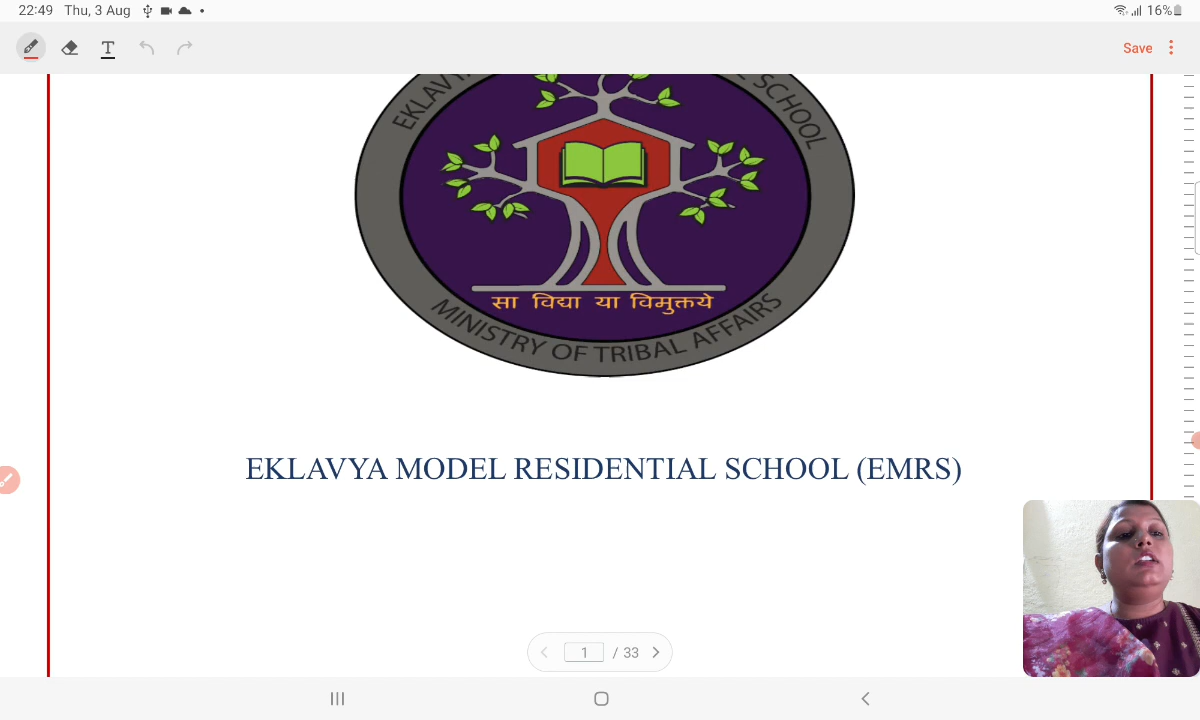 22:49 Thu, 3 Aug
16%
T
Save
EKLAVYA
SCHOOL
सा विद्या या विमुक्तये
MINISTRY OF TRIBAL AFFAIRS
EKLAVYA MODEL RESIDENTIAL SCHOOL (EMRS)
1 / 33